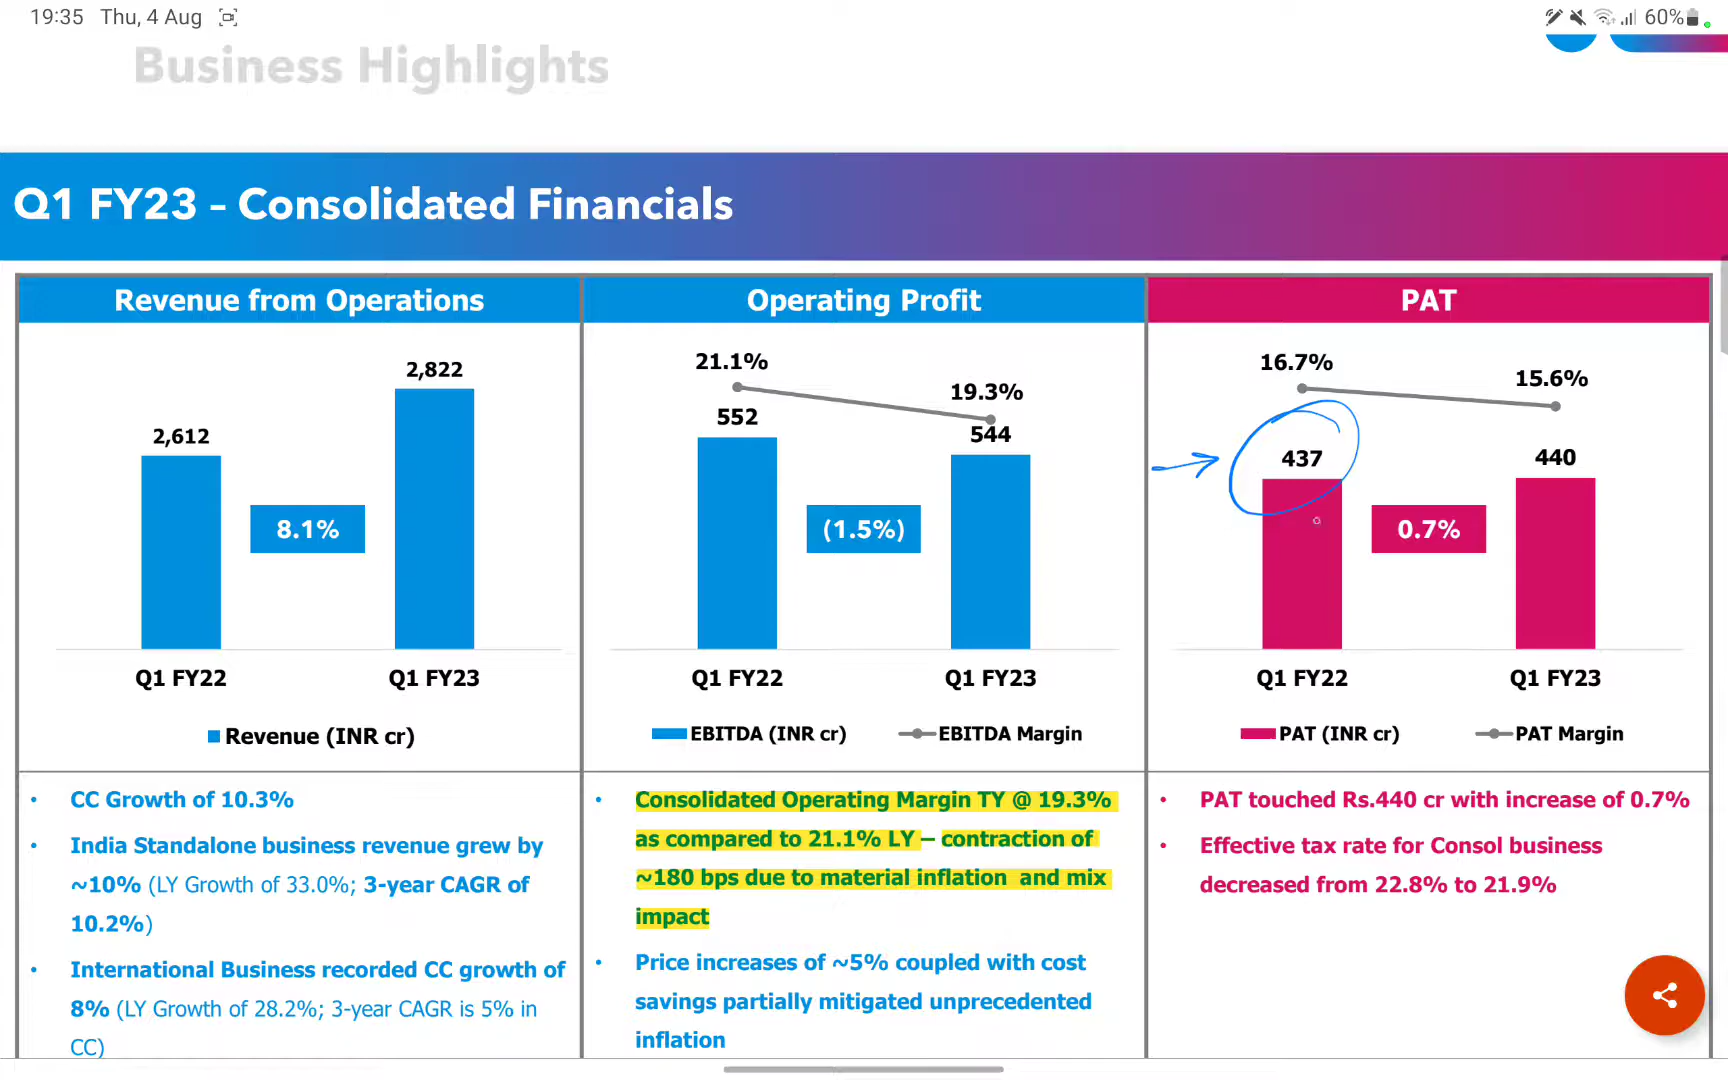 19:35 Thu, 4 Aug
60%
Business Highlights
Q1 FY23 – Consolidated Financials
Revenue from Operations
2,612
2,822
8.1%
Q1 FY22
Q1 FY23
Revenue (INR cr)
• CC Growth of 10.3%
• India Standalone business revenue grew by
~10% (LY Growth of 33.0%; 3-year CAGR of
10.2%)
• International Business recorded CC growth of
8% (LY Growth of 28.2%; 3-year CAGR is 5% in
CC)
Operating Profit
21.1%
19.3%
552
544
(1.5%)
Q1 FY22
Q1 FY23
EBITDA (INR cr)
EBITDA Margin
• Consolidated Operating Margin TY @ 19.3%
as compared to 21.1% LY – contraction of
~180 bps due to material inflation and mix
impact
• Price increases of ~5% coupled with cost
savings partially mitigated unprecedented
inflation
PAT
16.7%
15.6%
437
440
0.7%
Q1 FY22
Q1 FY23
PAT (INR cr)
PAT Margin
• PAT touched Rs.440 cr with increase of 0.7%
• Effective tax rate for Consol business
decreased from 22.8% to 21.9%